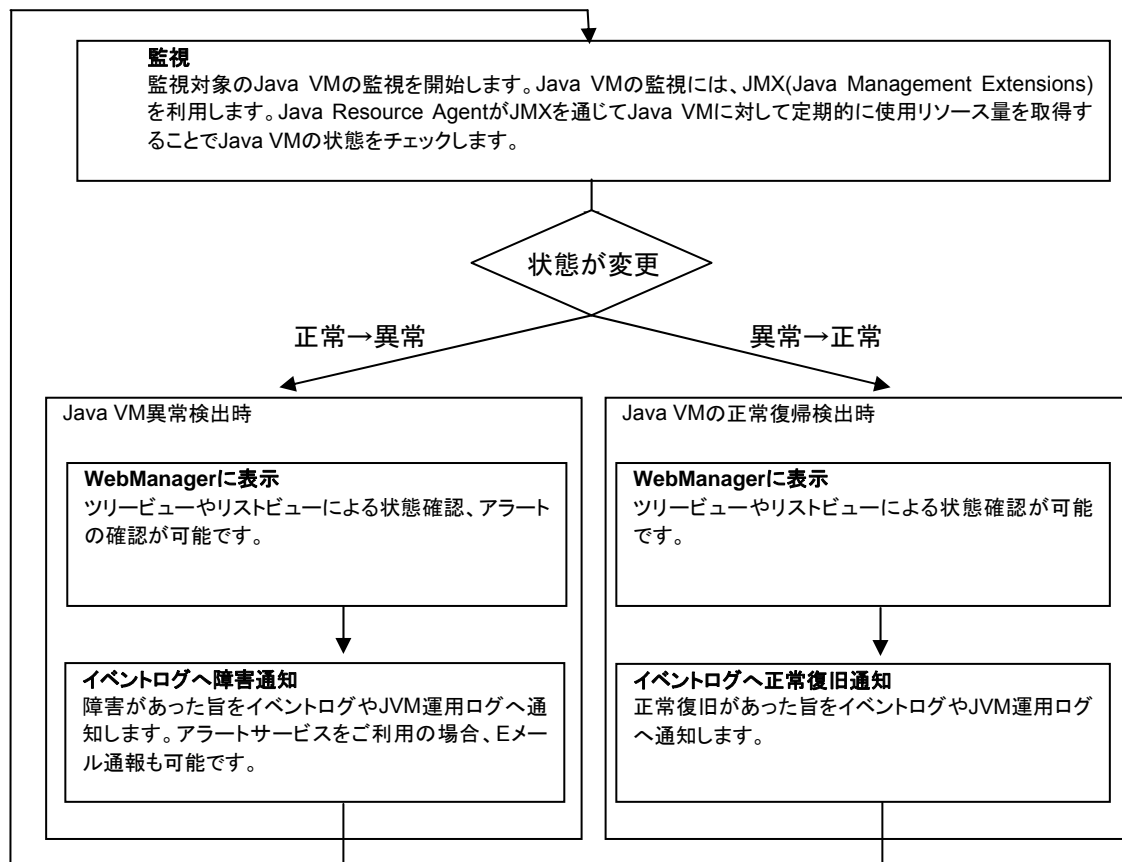 監視
監視対象のJava VMの監視を開始します。Java VMの監視には、JMX(Java Management Extensions)
を利用します。Java Resource AgentがJMXを通じてJava VMに対して定期的に使用リソース量を取得す
ることでJava VMの状態をチェックします。
状態が変更
正常→異常
異常→正常
Java VM異常検出時
WebManagerに表示
ツリービューやリストビューによる状態確認、アラート
の確認が可能です。
イベントログへ障害通知
障害があった旨をイベントログやJVM運用ログへ通
知します。アラートサービスをご利用の場合、Eメー
ル通報も可能です。
Java VMの正常復帰検出時
WebManagerに表示
ツリービューやリストビューによる状態確認が可能
です。
イベントログへ正常復旧通知
正常復旧があった旨をイベントログやJVM運用ログ
へ通知します。